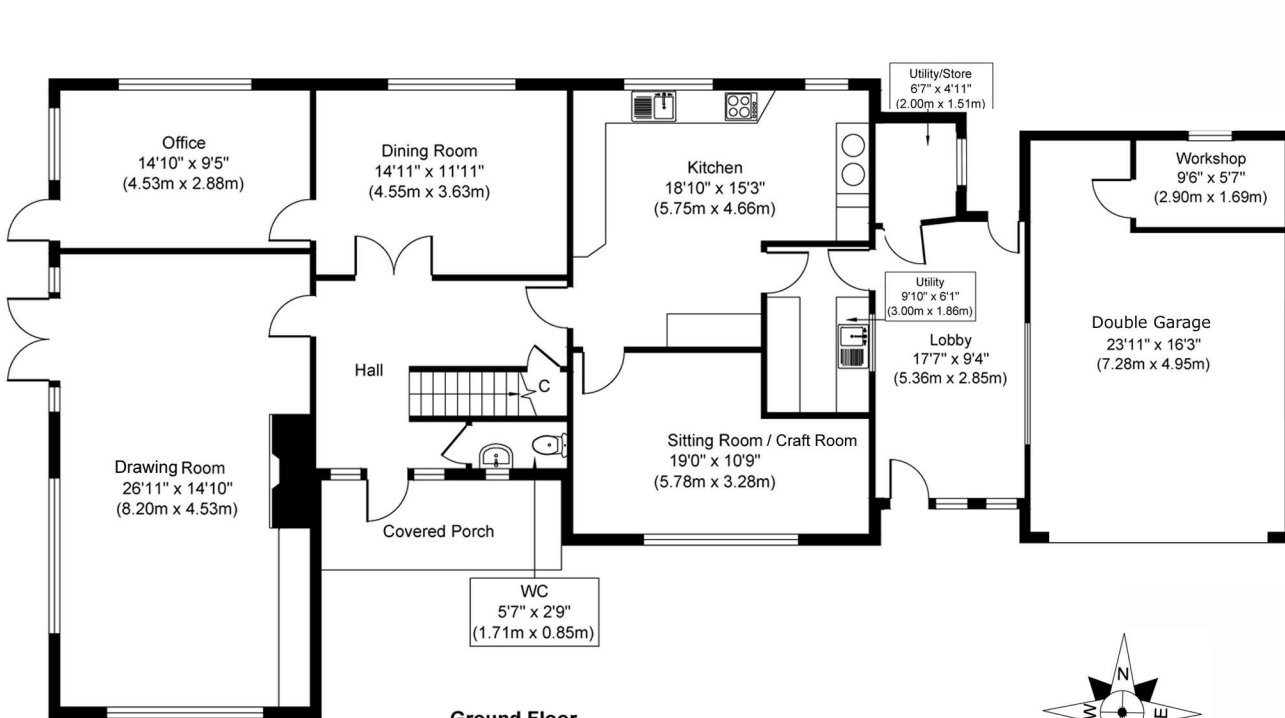 Utility/Store
6'7" x 4'11"
(2.00m x 1.51m)
Office
14'10" x 9'5"
(4.53m x 2.88m)
Dining Room
14'11" x 11'11"
(4.55m x 3.63m)
Kitchen
18'10" x 15'3"
(5.75m x 4.66m)
Workshop
9'6" x 5'7"
(2.90m x 1.69m)
Utility
9'10" x 6'1"
(3.00m x 1.86m)
Lobby
17'7" x 9'4"
(5.36m x 2.85m)
Double Garage
23'11" x 16'3"
(7.28m x 4.95m)
Hall
C
Sitting Room / Craft Room
19'0" x 10'9"
(5.78m x 3.28m)
Drawing Room
26'11" x 14'10"
(8.20m x 4.53m)
Covered Porch
WC
5'7" x 2'9"
(1.71m x 0.85m)
N
W
E
Ground Floor